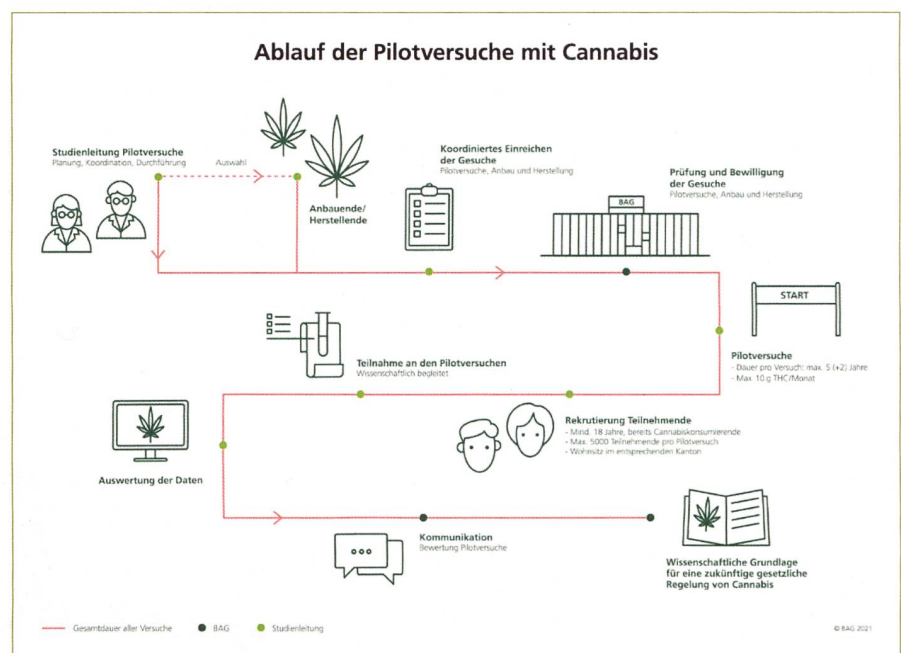 Ablauf der Pilotversuche mit Cannabis
Studienleitung Pilotversuche
Planung, Koordination, Durchführung
Auswahl
Anbauende/
Herstellende
Koordiniertes Einreichen
der Gesuche
Pilotversuche, Anbau und Herstellung
Prüfung und Bewilligung
der Gesuche
Pilotversuche, Anbau und Herstellung
BAG
START
Pilotversuche
- Dauer pro Versuch: max. 5 (+2) Jahre
- Max. 10 g THC/Monat
Teilnahme an den Pilotversuchen
Wissenschaftlich begleitet
Rekrutierung Teilnehmende
- Mind. 18 Jahre, bereits Cannabiskonsumierende
- Max. 5000 Teilnehmende pro Pilotversuch
- Wohnsitz im entsprechenden Kanton
Auswertung der Daten
Kommunikation
Bewertung Pilotversuche
Wissenschaftliche Grundlage
für eine zukünftige gesetzliche
Regelung von Cannabis
Gesamtdauer aller Versuche
BAG
Studienleitung
© BAG 2021